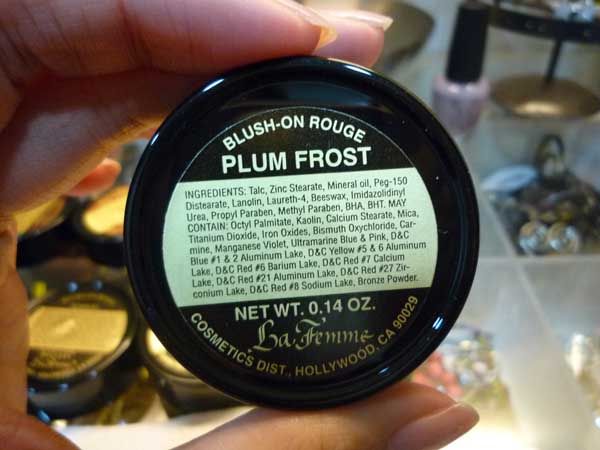 BLUSH-ON ROUGE
PLUM FROST
INGREDIENTS: Talc, Zinc Stearate, Mineral oil, Peg-150
Distearate, Lanolin, Laureth-4, Beeswax, Imidazolidinyl
Urea, Propyl Paraben, Methyl Paraben, BHA, BHT. MAY
CONTAIN: Octyl Palmitate, Kaolin, Calcium Stearate, Mica,
Titanium Dioxide, Iron Oxides, Bismuth Oxychloride, Car-
mine, Manganese Violet, Ultramarine Blue & Pink, D&C
Blue #1 & 2 Aluminum Lake, D&C Yellow #5 & 6 Aluminum
Lake, D&C Red #6 Barium Lake, D&C Red #7 Calcium
Lake, D&C Red #21 Aluminum Lake, D&C Red #27 Zir-
conium Lake, D&C Red #8 Sodium Lake, Bronze Powder.
NET WT. 0.14 OZ.
La Femme
COSMETICS DIST., HOLLYWOOD, CA 90029